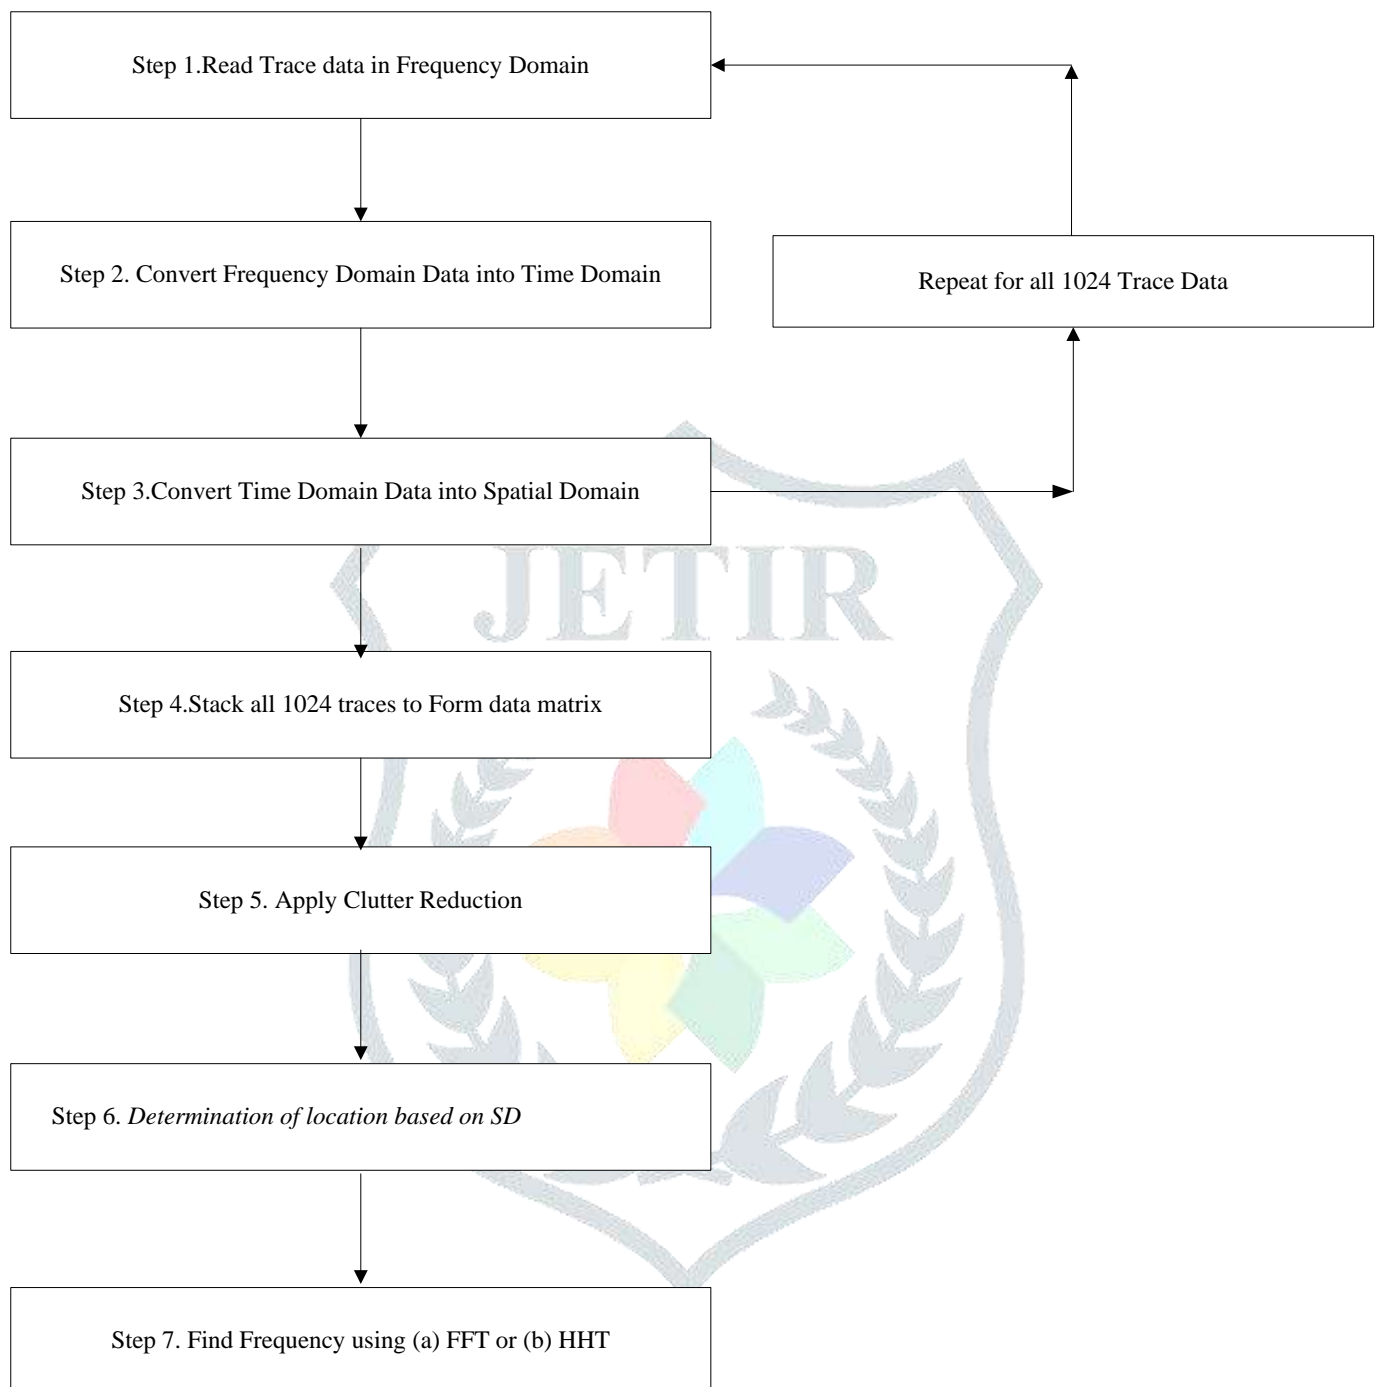 Step 1.Read Trace data in Frequency Domain
Step 2. Convert Frequency Domain Data into Time Domain
Repeat for all 1024 Trace Data
Step 3.Convert Time Domain Data into Spatial Domain
JETIR
Step 4.Stack all 1024 traces to Form data matrix
Step 5. Apply Clutter Reduction
Step 6. Determination of location based on SD
Step 7. Find Frequency using (a) FFT or (b) HHT